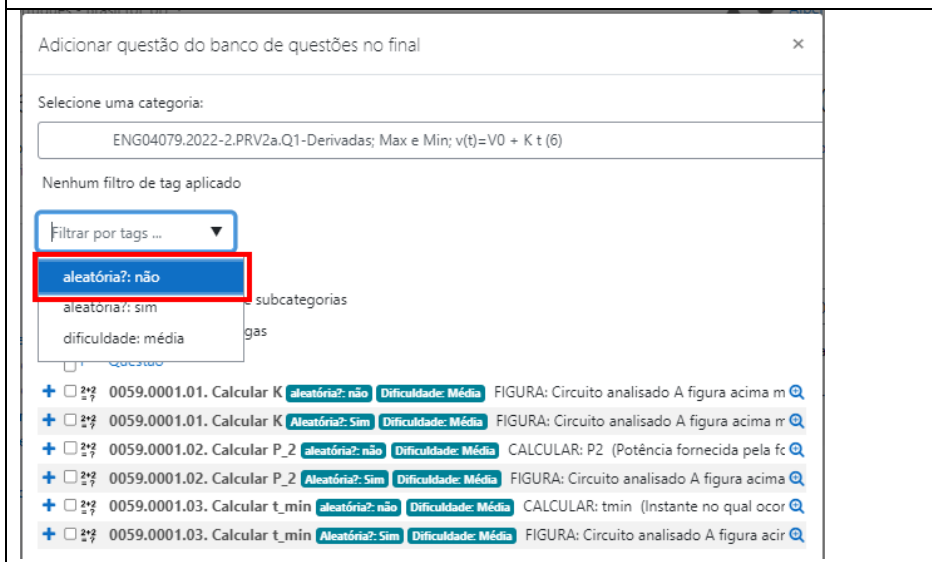 Adicionar questão do banco de questões no final ×
Selecione uma categoria:
ENG04079.2022-2.PRV2a.Q1-Derivadas; Max e Min; v(t)=V0 + K t (6)
Nenhum filtro de tag aplicado
Filtrar por tags ... ▼
aleatória?: não
aleatória?: sim
subcategorias
dificuldade: média
gas
0059.0001.01. Calcular K aleatória?: não Dificuldade: Média FIGURA: Circuito analisado A figura acima m
0059.0001.01. Calcular K Aleatória?: Sim Dificuldade: Média FIGURA: Circuito analisado A figura acima m
0059.0001.02. Calcular P_2 aleatória?: não Dificuldade: Média CALCULAR: P2 (Potência fornecida pela fo
0059.0001.02. Calcular P_2 Aleatória?: Sim Dificuldade: Média FIGURA: Circuito analisado A figura acima
0059.0001.03. Calcular t_min aleatória?: não Dificuldade: Média CALCULAR: tmin (Instante no qual ocor
0059.0001.03. Calcular t_min Aleatória?: Sim Dificuldade: Média FIGURA: Circuito analisado A figura acir